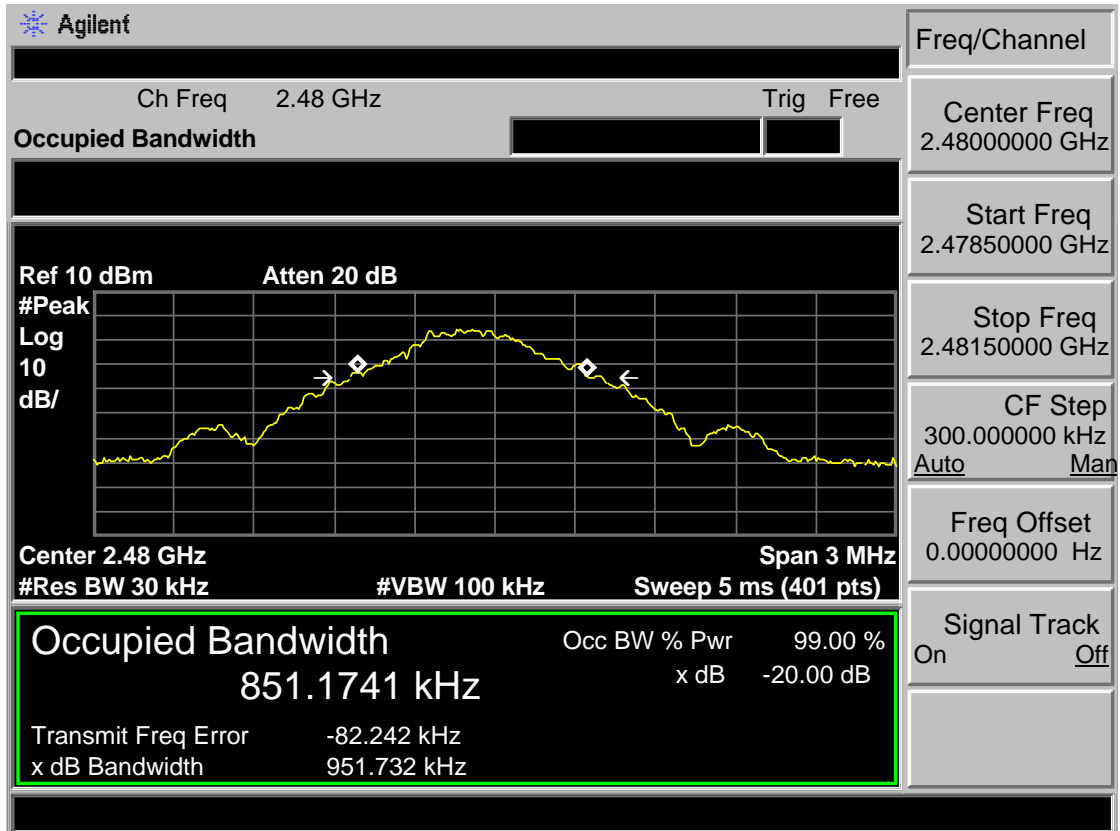 Agilent
Freq/Channel
Ch Freq 2.48 GHz Trig Free
Occupied Bandwidth
Center Freq
2.48000000 GHz
Start Freq
2.47850000 GHz
Ref 10 dBm Atten 20 dB
#Peak
Log
10
dB/
Stop Freq
2.48150000 GHz
CF Step
300.000000 kHz
Auto Man
Freq Offset
0.00000000 Hz
Center 2.48 GHz Span 3 MHz
#Res BW 30 kHz #VBW 100 kHz Sweep 5 ms (401 pts)
Signal Track
On Off
Occupied Bandwidth Occ BW % Pwr 99.00 %
851.1741 kHz x dB -20.00 dB
Transmit Freq Error -82.242 kHz
x dB Bandwidth 951.732 kHz